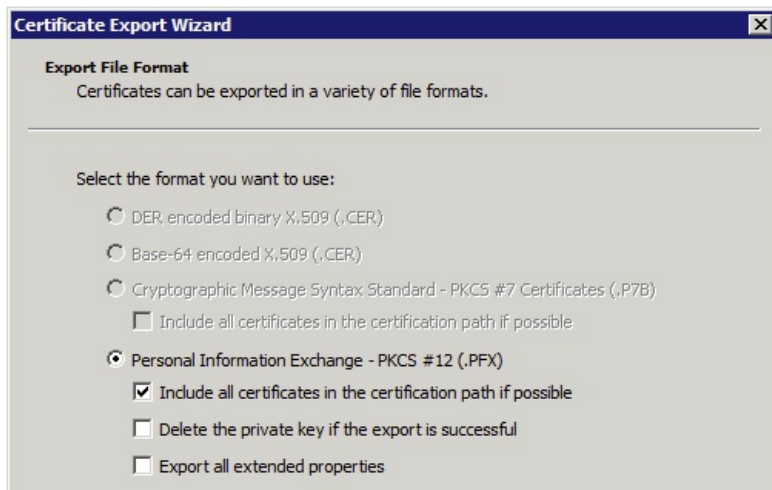 Certificate Export Wizard
Export File Format
Certificates can be exported in a variety of file formats.
Select the format you want to use:
DER encoded binary X.509 (.CER)
Base-64 encoded X.509 (.CER)
Cryptographic Message Syntax Standard - PKCS #7 Certificates (.P7B)
Include all certificates in the certification path if possible
Personal Information Exchange - PKCS #12 (.PFX)
Include all certificates in the certification path if possible
Delete the private key if the export is successful
Export all extended properties